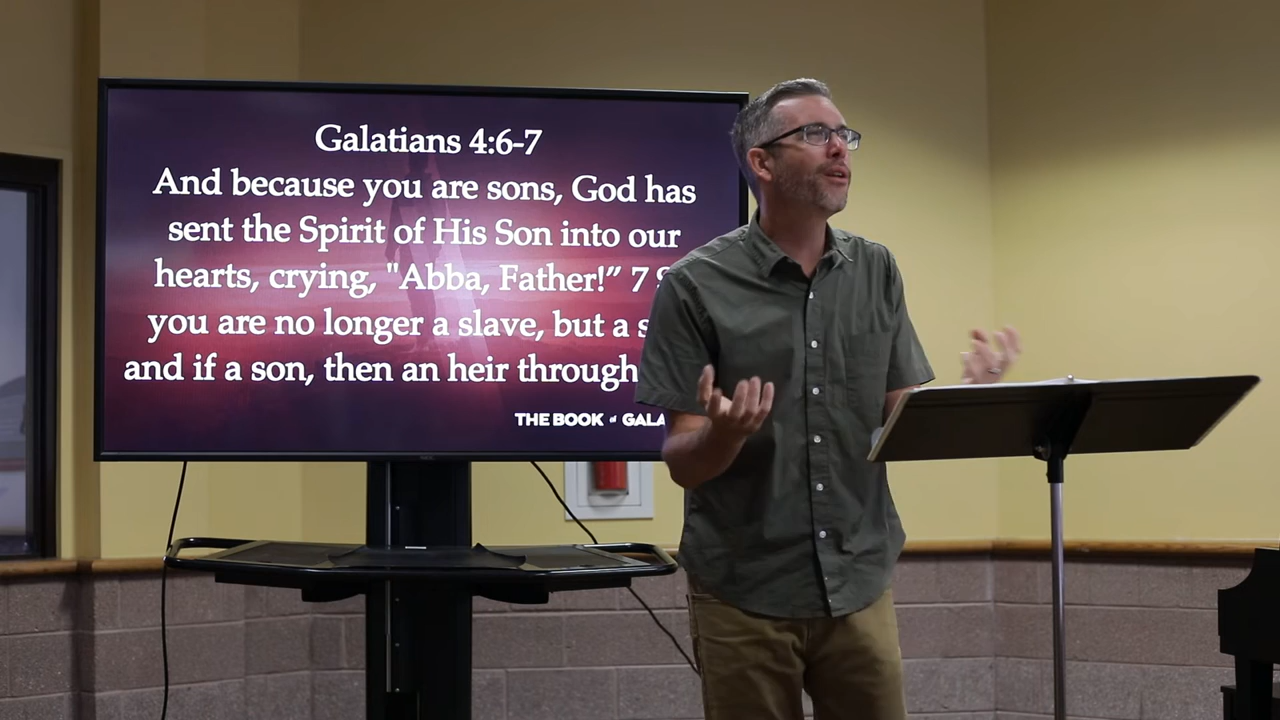 Galatians 4:6-7
And because you are sons, God has
sent the Spirit of His Son into our
hearts, crying, "Abba, Father!” 7
you are no longer a slave, but a
and if a son, then an heir through
THE BOOK of